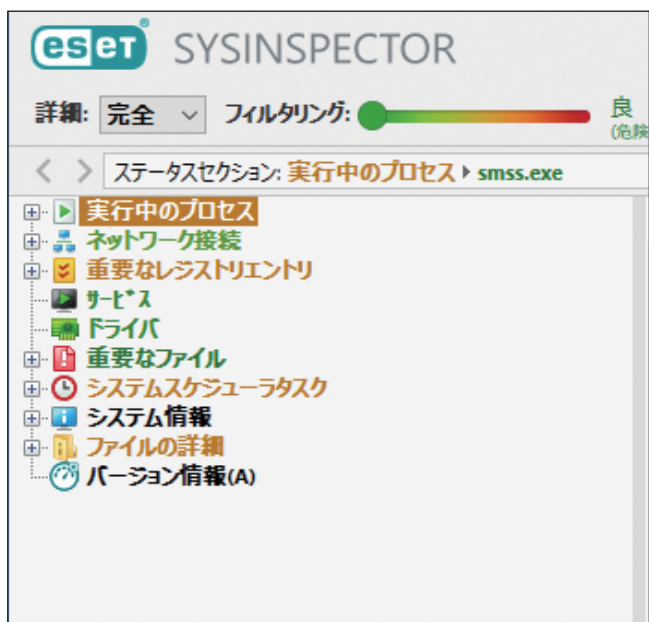 eseT® SYSINSPECTOR
詳細: 完全 フィルタリング: 良
(危険
ステータスセクション: 実行中のプロセス ▸ smss.exe
実行中のプロセス
ネットワーク接続
重要なレジストリエントリ
サービス
ドライバ
重要なファイル
システムスケジューラタスク
システム情報
ファイルの詳細
バージョン情報(A)